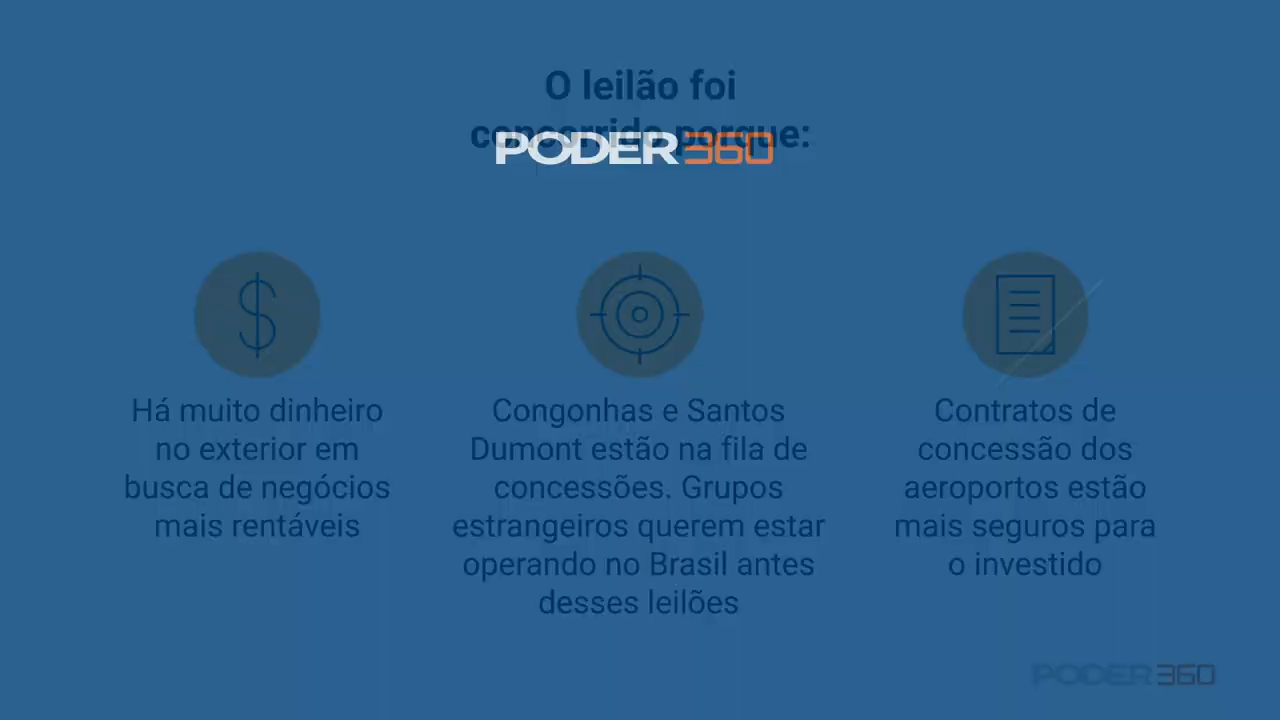 O leilão foi
concorrido porque:
PODER360
Há muito dinheiro
no exterior em
busca de negócios
mais rentáveis
Congonhas e Santos
Dumont estão na fila de
concessões. Grupos
estrangeiros querem estar
operando no Brasil antes
desses leilões
Contratos de
concessão dos
aeroportos estão
mais seguros para
o investido
PODER360